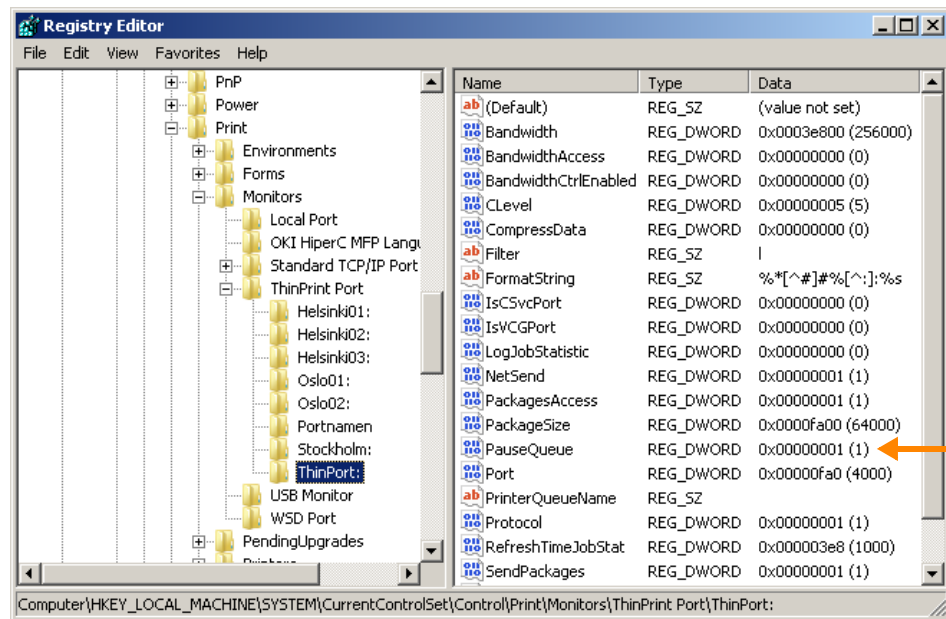 Registry Editor
File Edit View Favorites Help
PnP
Power
Print
Environments
Forms
Monitors
Local Port
OKI HiperC MFP Langu
Standard TCP/IP Port
ThinPrint Port
Helsinki01:
Helsinki02:
Helsinki03:
Oslo01:
Oslo02:
Portnamen
Stockholm:
ThinPort:
USB Monitor
WSD Port
PendingUpgrades
Name Type Data
(Default) REG_SZ (value not set)
Bandwidth REG_DWORD 0x0003e800 (256000)
BandwidthAccess REG_DWORD 0x00000000 (0)
BandwidthCtrlEnabled REG_DWORD 0x00000000 (0)
CLevel REG_DWORD 0x00000005 (5)
CompressData REG_DWORD 0x00000000 (0)
Filter REG_SZ |
FormatString REG_SZ %*[^#]#%[^:]:%s
IsCSvcPort REG_DWORD 0x00000000 (0)
IsVCGPort REG_DWORD 0x00000000 (0)
LogJobStatistic REG_DWORD 0x00000000 (0)
NetSend REG_DWORD 0x00000001 (1)
PackagesAccess REG_DWORD 0x00000001 (1)
PackageSize REG_DWORD 0x0000fa00 (64000)
PauseQueue REG_DWORD 0x00000001 (1)
Port REG_DWORD 0x00000fa0 (4000)
PrinterQueueName REG_SZ
Protocol REG_DWORD 0x00000001 (1)
RefreshTimeJobStat REG_DWORD 0x000003e8 (1000)
SendPackages REG_DWORD 0x00000001 (1)
Computer\HKEY_LOCAL_MACHINE\SYSTEM\CurrentControlSet\Control\Print\Monitors\ThinPrint Port\ThinPort: